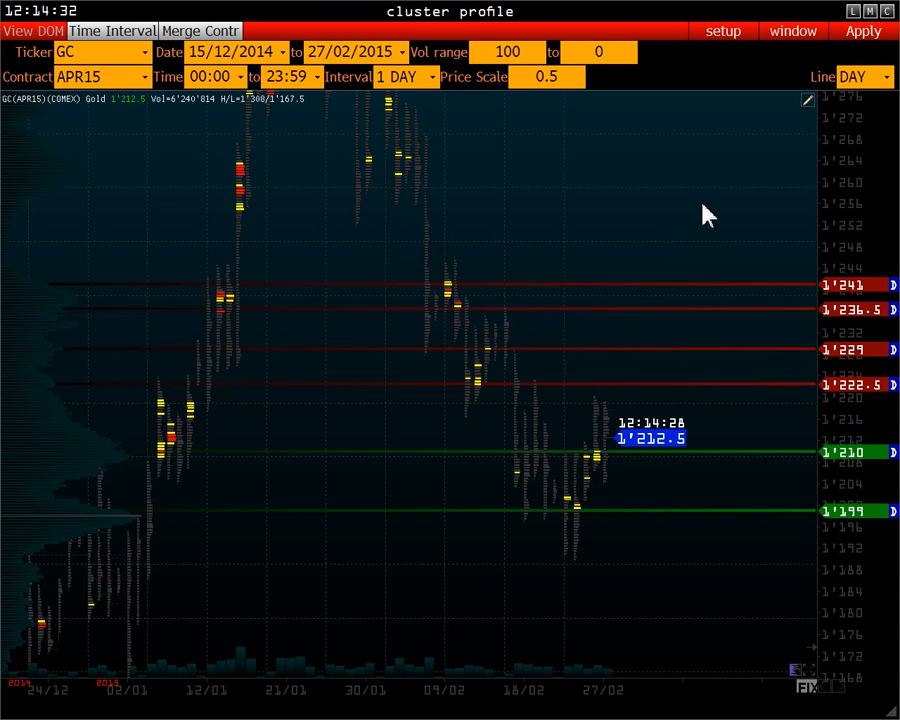 12:14:32 cluster profile L M C
View DOM Time Interval Merge Contr setup window Apply
Ticker GC Date 15/12/2014 to 27/02/2015 Vol range 100 to 0
Contract APR15 Time 00:00 to 23:59 Interval 1 DAY Price Scale 0.5 Line DAY
GC(APR15)(COMEX) Gold 1'212.5 Vol=6'240'814 H/L=1'308/1'167.5
1'276
1'272
1'268
1'264
1'260
1'256
1'252
1'248
1'244
1'241 D
1'236.5 D
1'232
1'229 D
1'222.5 D
1'220
1'216
12:14:28
1'212.5
1'210 D
1'208
1'204
1'199 D
1'196
1'192
1'188
1'184
1'180
1'176
1'172
1'168
2014 2015
24/12 02/01 12/01 21/01 30/01 09/02 18/02 27/02
FIX